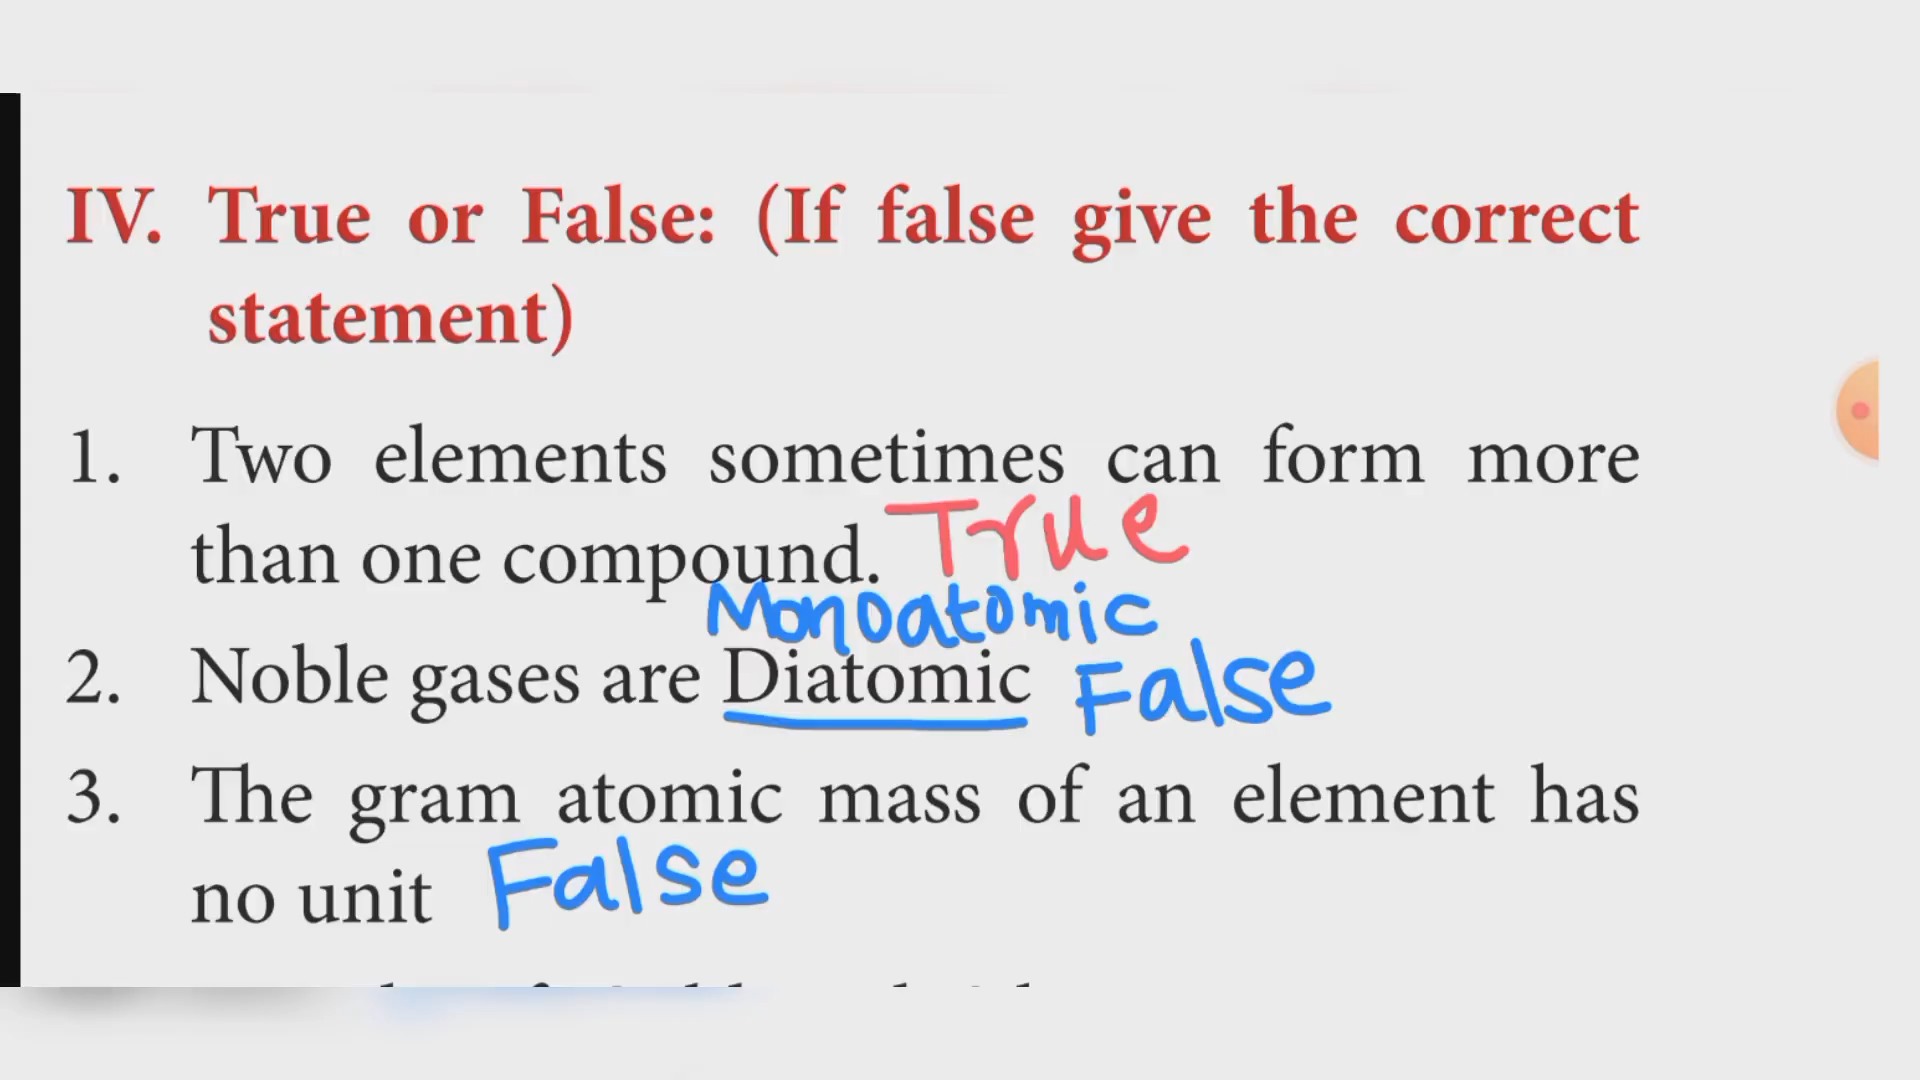 IV. True or False: (If false give the correct
statement)
1. Two elements sometimes can form more
than one compound. True
Monoatomic
2. Noble gases are Diatomic False
3. The gram atomic mass of an element has
no unit False